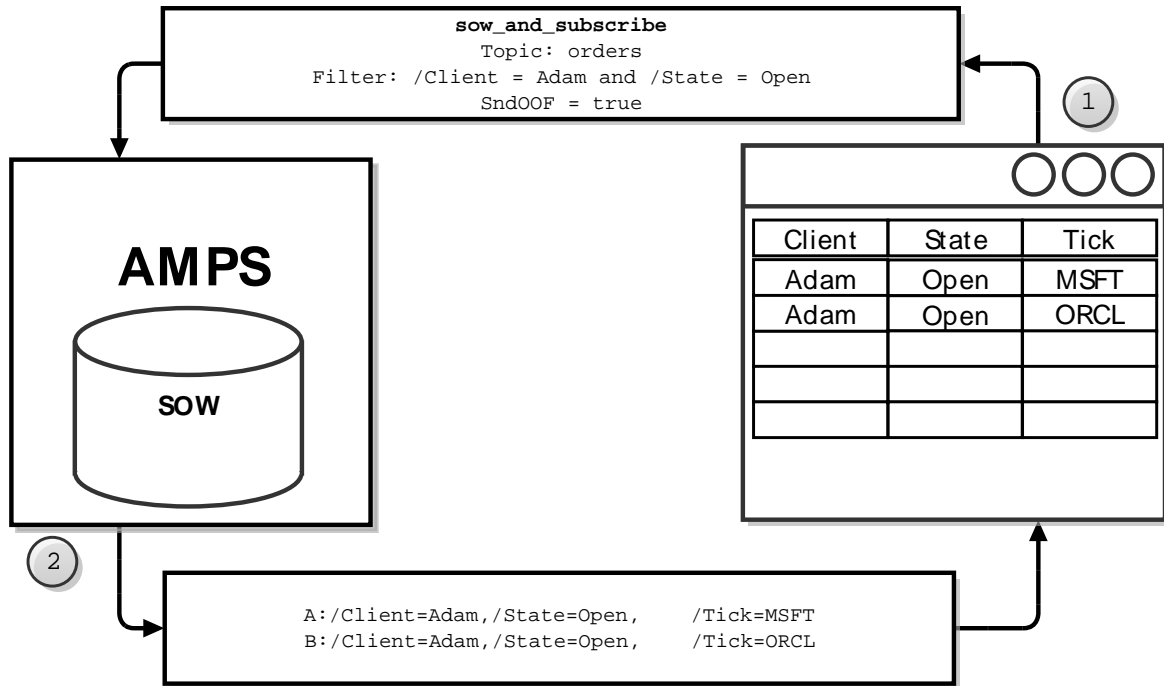 sow_and_subscribe
Topic: orders
Filter: /Client = Adam and /State = Open
SndOOF = true
1
AMPS
SOW
Client State Tick
Adam Open MSFT
Adam Open ORCL
2
A:/Client=Adam,/State=Open, /Tick=MSFT
B:/Client=Adam,/State=Open, /Tick=ORCL